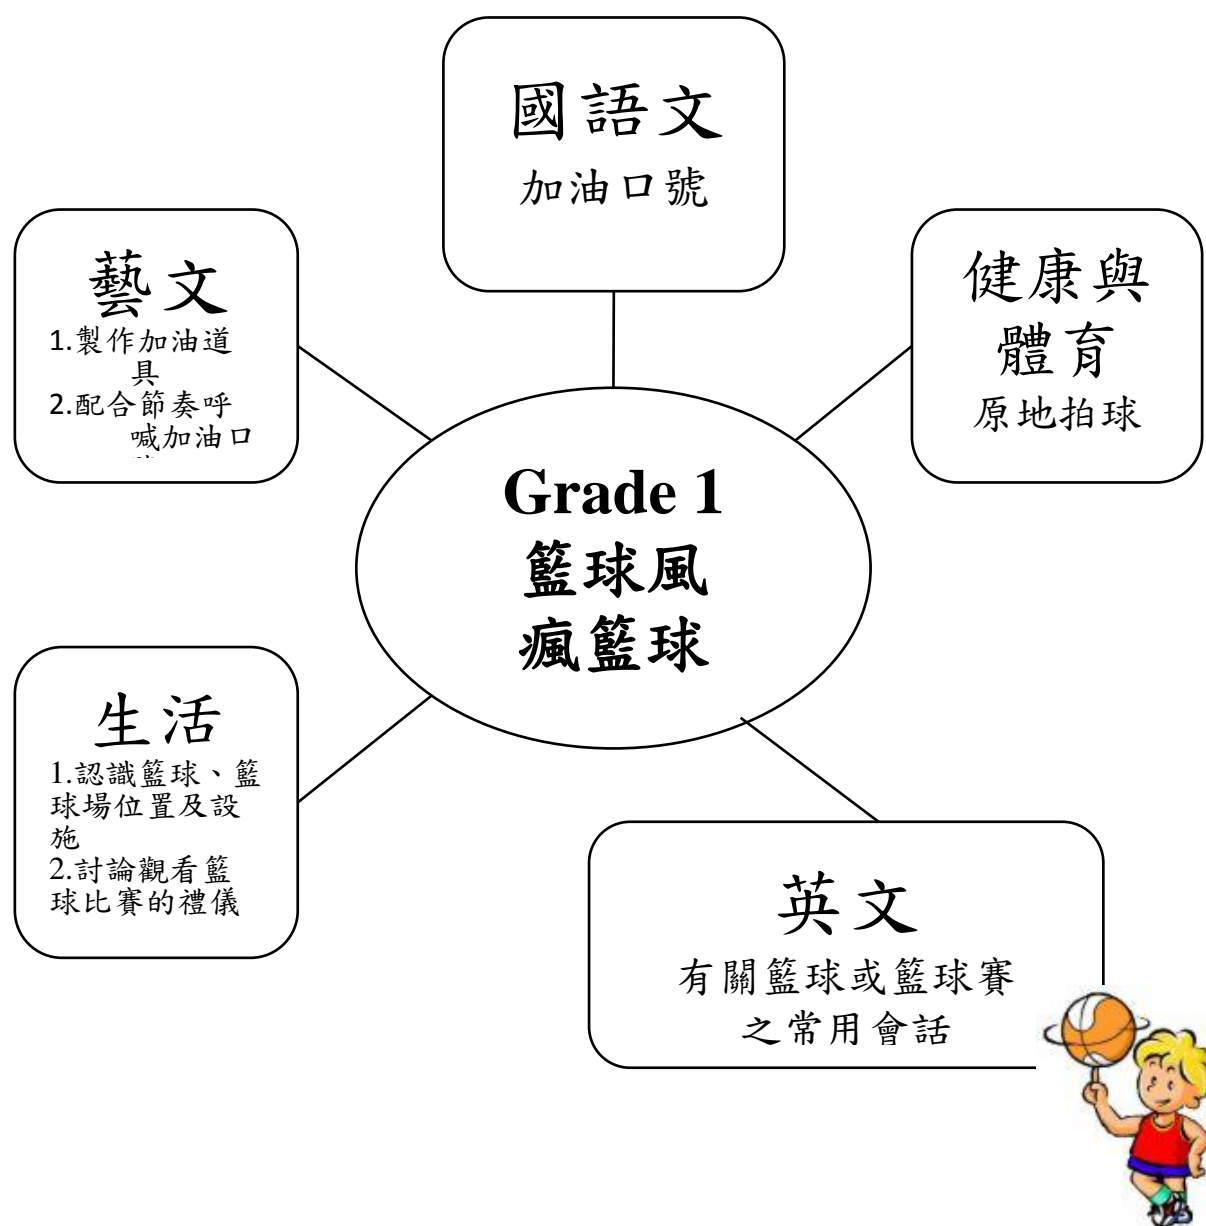 國語文
加油口號
藝文
1.製作加油道
具
2.配合節奏呼
喊加油口
健康與
體育
原地拍球
Grade 1
籃球風
瘋籃球
生活
1.認識籃球、籃
球場位置及設
施
2.討論觀看籃
球比賽的禮儀
英文
有關籃球或籃球賽
之常用會話